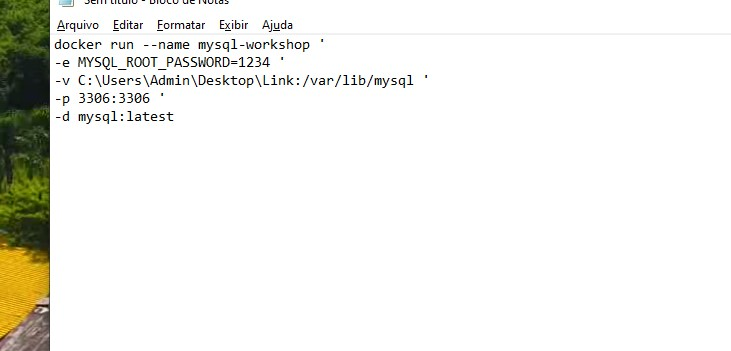 Sem título - Bloco de Notas
Arquivo Editar Formatar Exibir Ajuda
docker run --name mysql-workshop '
-e MYSQL_ROOT_PASSWORD=1234 '
-v C:\Users\Admin\Desktop\Link:/var/lib/mysql '
-p 3306:3306 '
-d mysql:latest